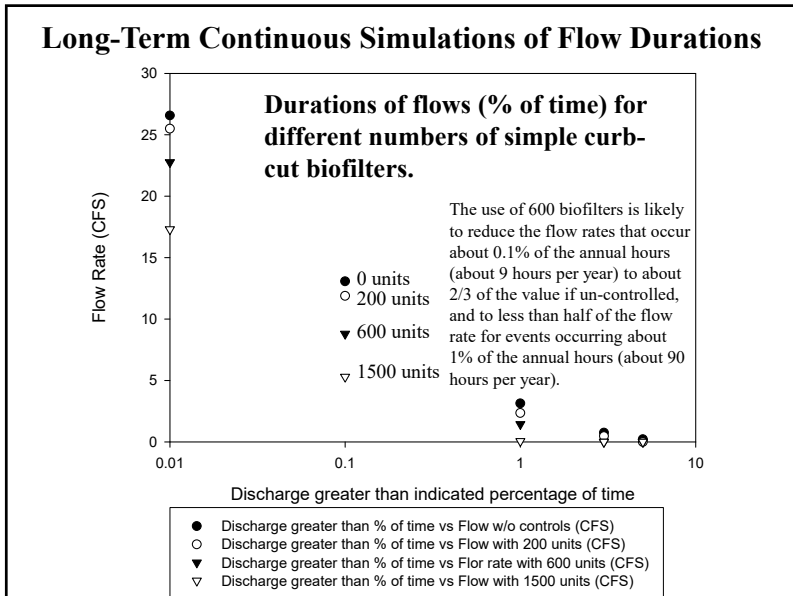 Long-Term Continuous Simulations of Flow Durations
30
25
20
15
10
5
0
Flow Rate (CFS)
Durations of flows (% of time) for
different numbers of simple curb-
cut biofilters.
The use of 600 biofilters is likely
to reduce the flow rates that occur
about 0.1% of the annual hours
(about 9 hours per year) to about
2/3 of the value if un-controlled,
and to less than half of the flow
rate for events occurring about
1% of the annual hours (about 90
hours per year).
0 units
200 units
600 units
1500 units
0.01 0.1 1 10
Discharge greater than indicated percentage of time
Discharge greater than % of time vs Flow w/o controls (CFS)
Discharge greater than % of time vs Flow with 200 units (CFS)
Discharge greater than % of time vs Flor rate with 600 units (CFS)
Discharge greater than % of time vs Flow with 1500 units (CFS)